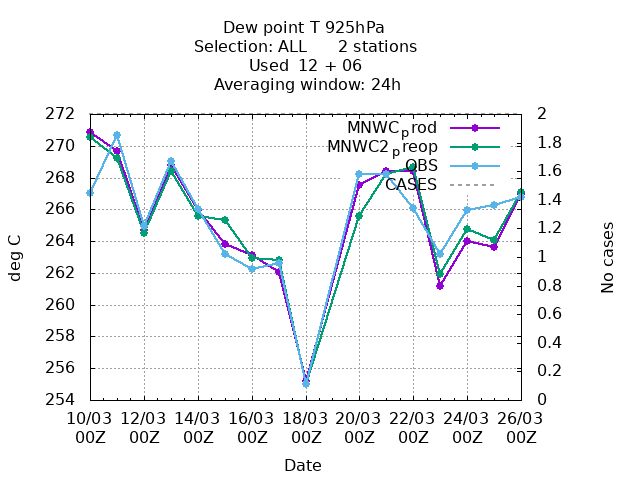 Dew point T 925hPa
Selection: ALL 2 stations
Used 12 + 06
Averaging window: 24h
272 2
270 1.8
268 1.6
266 1.4
264 1.2
262 1
260 0.8
258 0.6
256 0.4
254 0.2
0
MNWCprod
MNWC2preop
OBS
CASES
deg C
No cases
10/03 12/03 14/03 16/03 18/03 20/03 22/03 24/03 26/03
00Z 00Z 00Z 00Z 00Z 00Z 00Z 00Z 00Z
Date